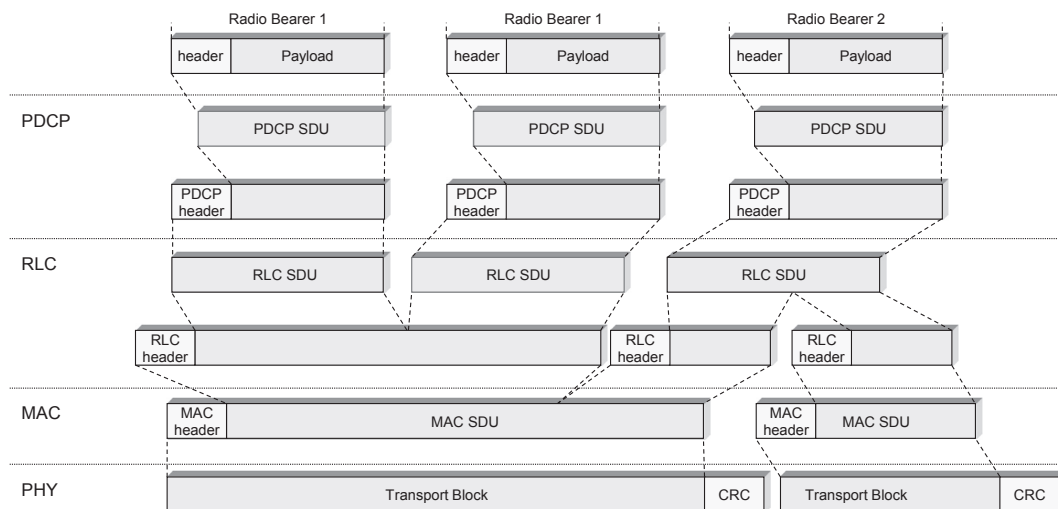 Radio Bearer 1 Radio Bearer 1 Radio Bearer 2
header Payload header Payload header Payload
PDCP
PDCP SDU PDCP SDU PDCP SDU
PDCP header PDCP header PDCP header
RLC
RLC SDU RLC SDU RLC SDU
RLC header RLC header RLC header
MAC
MAC header MAC SDU MAC header MAC SDU
PHY
Transport Block CRC Transport Block CRC